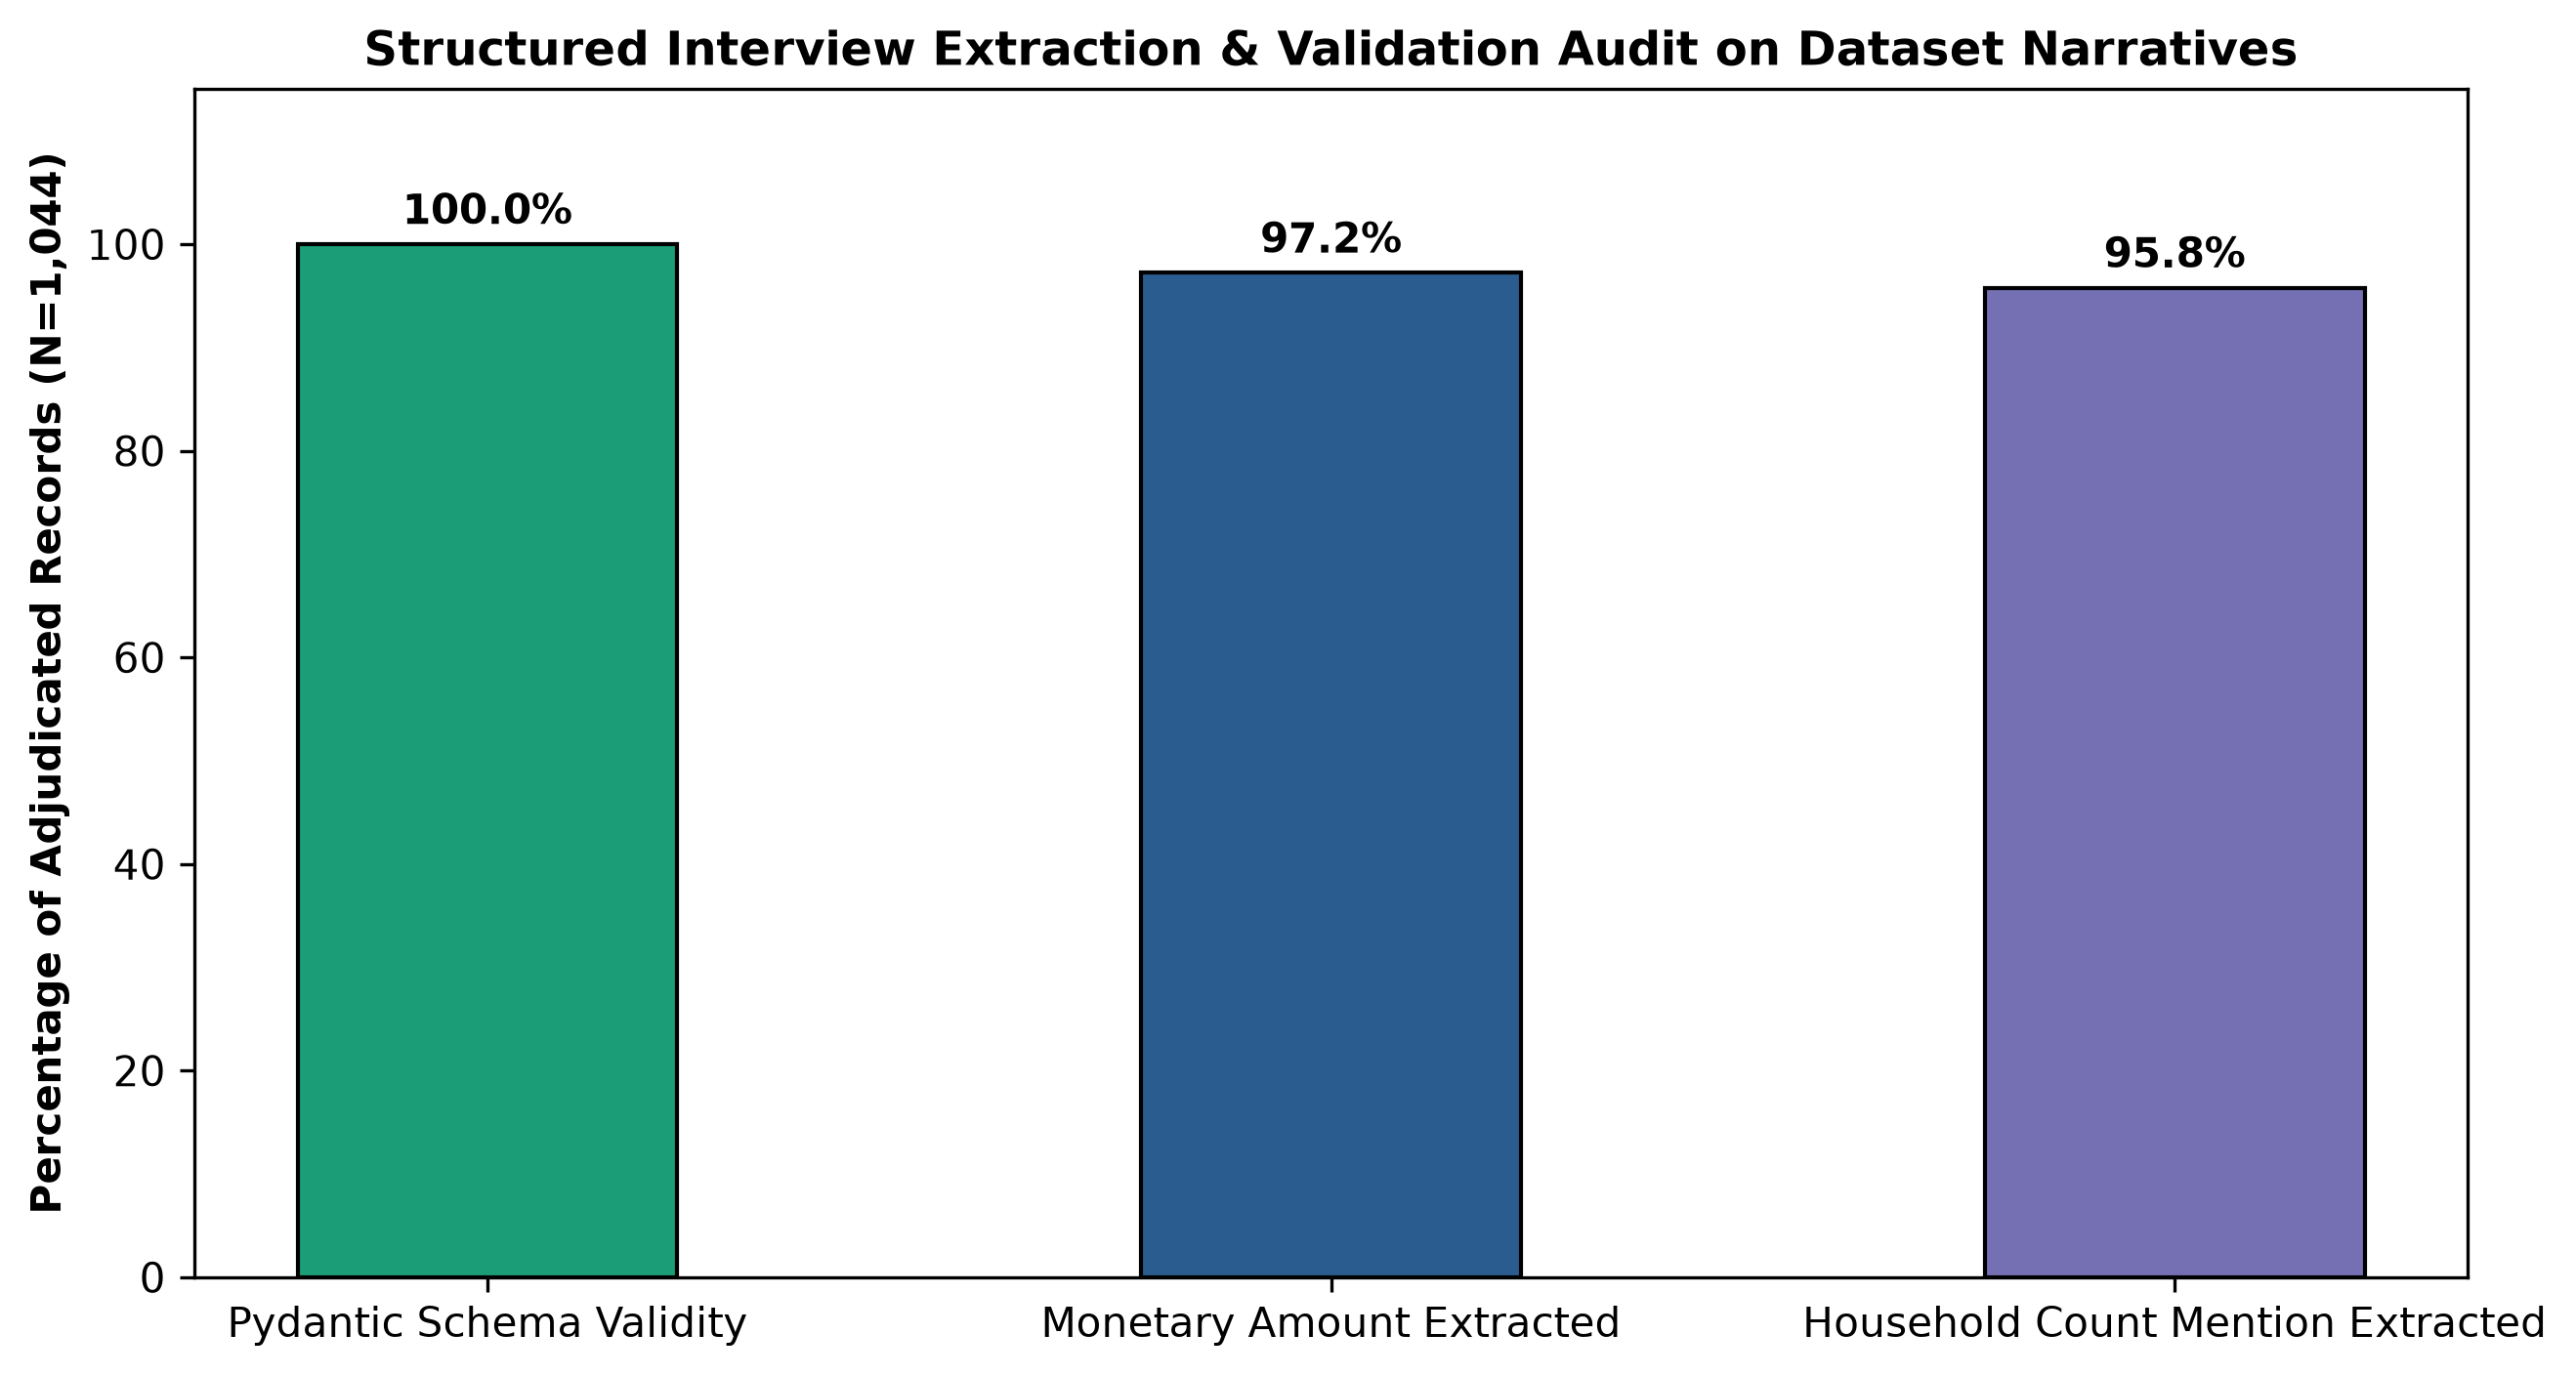 Structured Interview Extraction & Validation Audit on Dataset Narratives
Percentage of Adjudicated Records (N=1,044)
100
80
60
40
20
0
100.0%
97.2%
95.8%
Pydantic Schema Validity
Monetary Amount Extracted
Household Count Mention Extracted